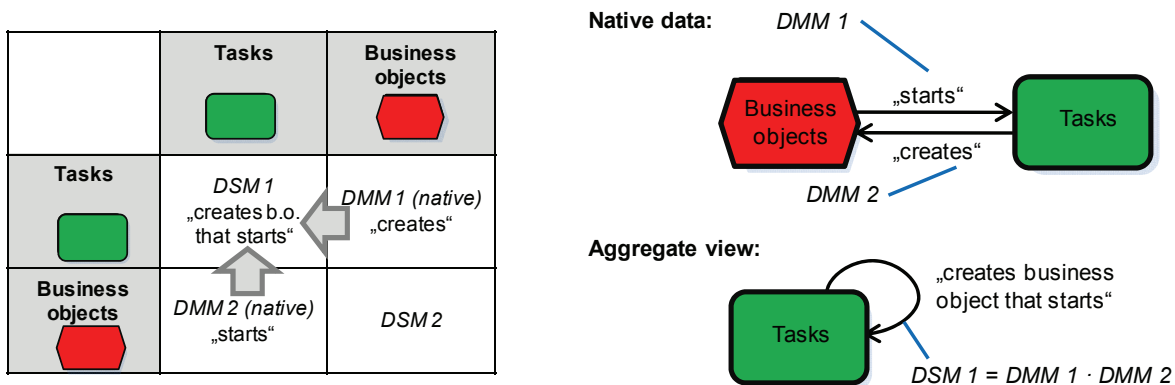 Tasks
Business
objects
Tasks
DSM 1
„creates b.o.
that starts“
DMM 1 (native)
„creates“
Business
objects
DMM 2 (native)
„starts“
DSM 2
Native data:
DMM 1
Business
objects
„starts“
„creates“
Tasks
DMM 2
Aggregate view:
Tasks
„creates business
object that starts“
DSM 1 = DMM 1 · DMM 2